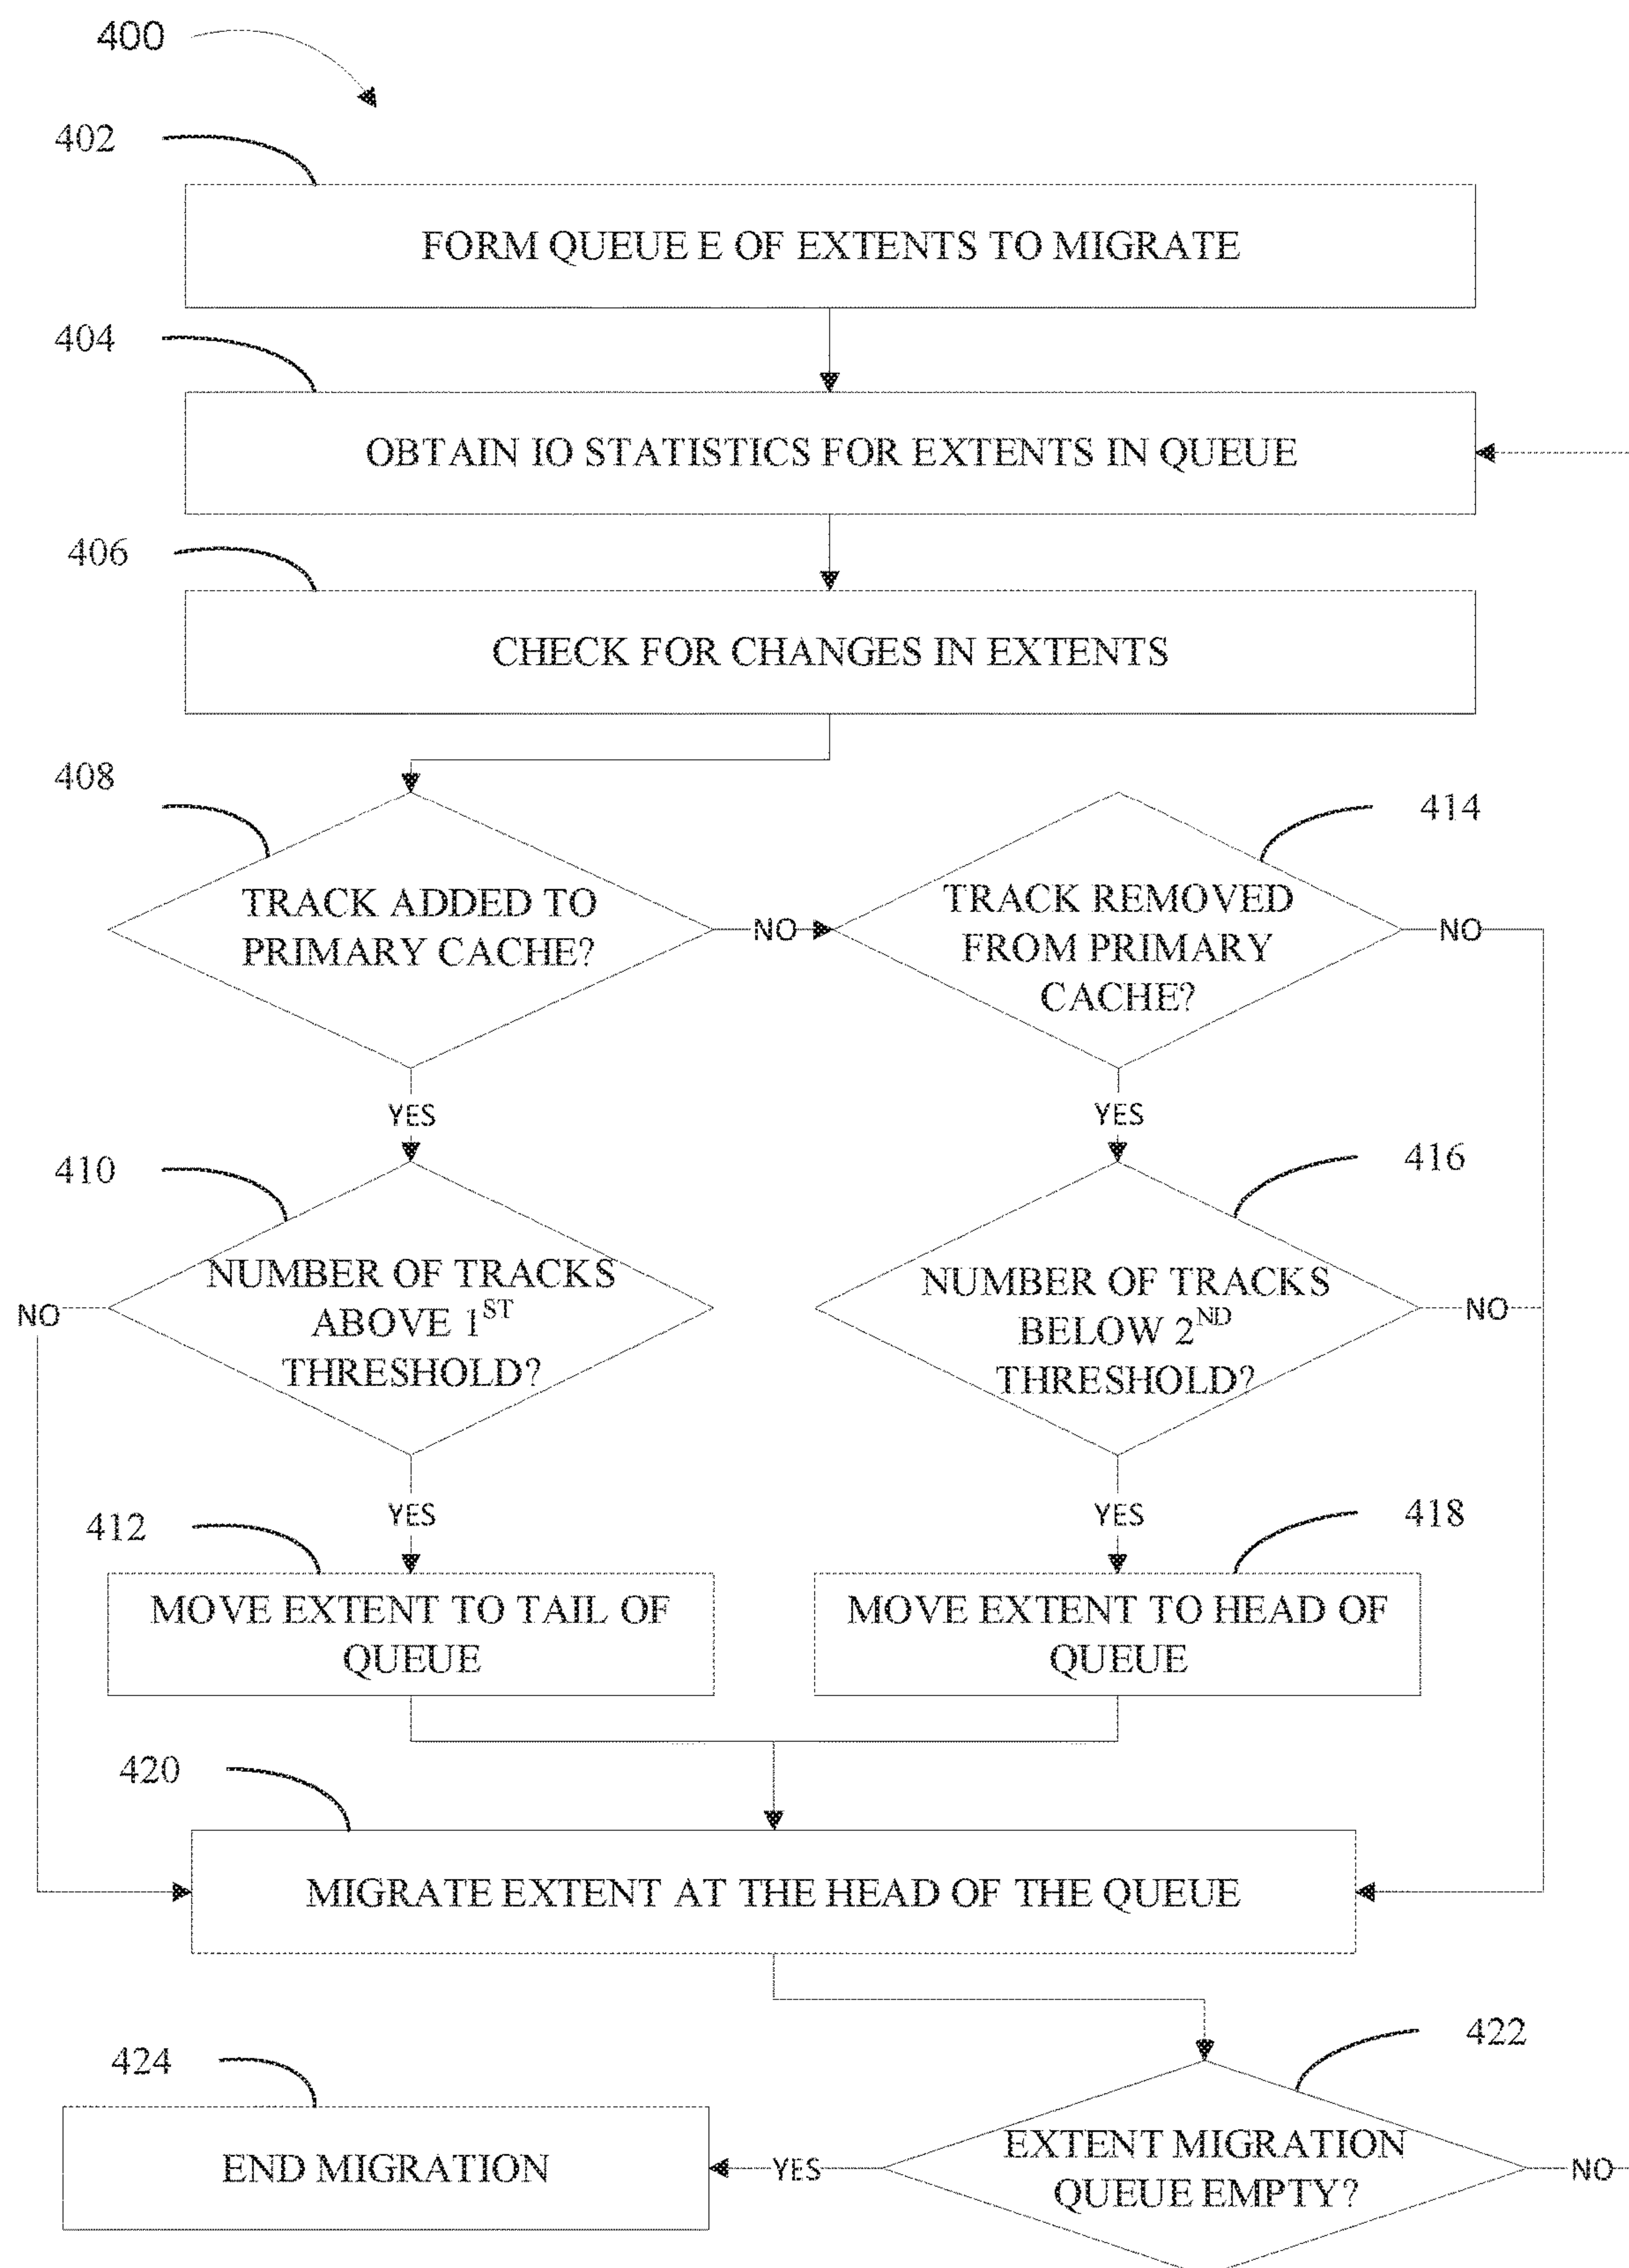 400
402
FORM QUEUE E OF EXTENTS TO MIGRATE
404
OBTAIN IO STATISTICS FOR EXTENTS IN QUEUE
406
CHECK FOR CHANGES IN EXTENTS
408
TRACK ADDED TO
PRIMARY CACHE?
NO
414
TRACK REMOVED
FROM PRIMARY
CACHE?
NO
YES
YES
410
NUMBER OF TRACKS
ABOVE 1ST
THRESHOLD?
NO
416
NUMBER OF TRACKS
BELOW 2ND
THRESHOLD?
NO
YES
YES
412
MOVE EXTENT TO TAIL OF
QUEUE
418
MOVE EXTENT TO HEAD OF
QUEUE
420
MIGRATE EXTENT AT THE HEAD OF THE QUEUE
422
EXTENT MIGRATION
QUEUE EMPTY?
NO
YES
424
END MIGRATION